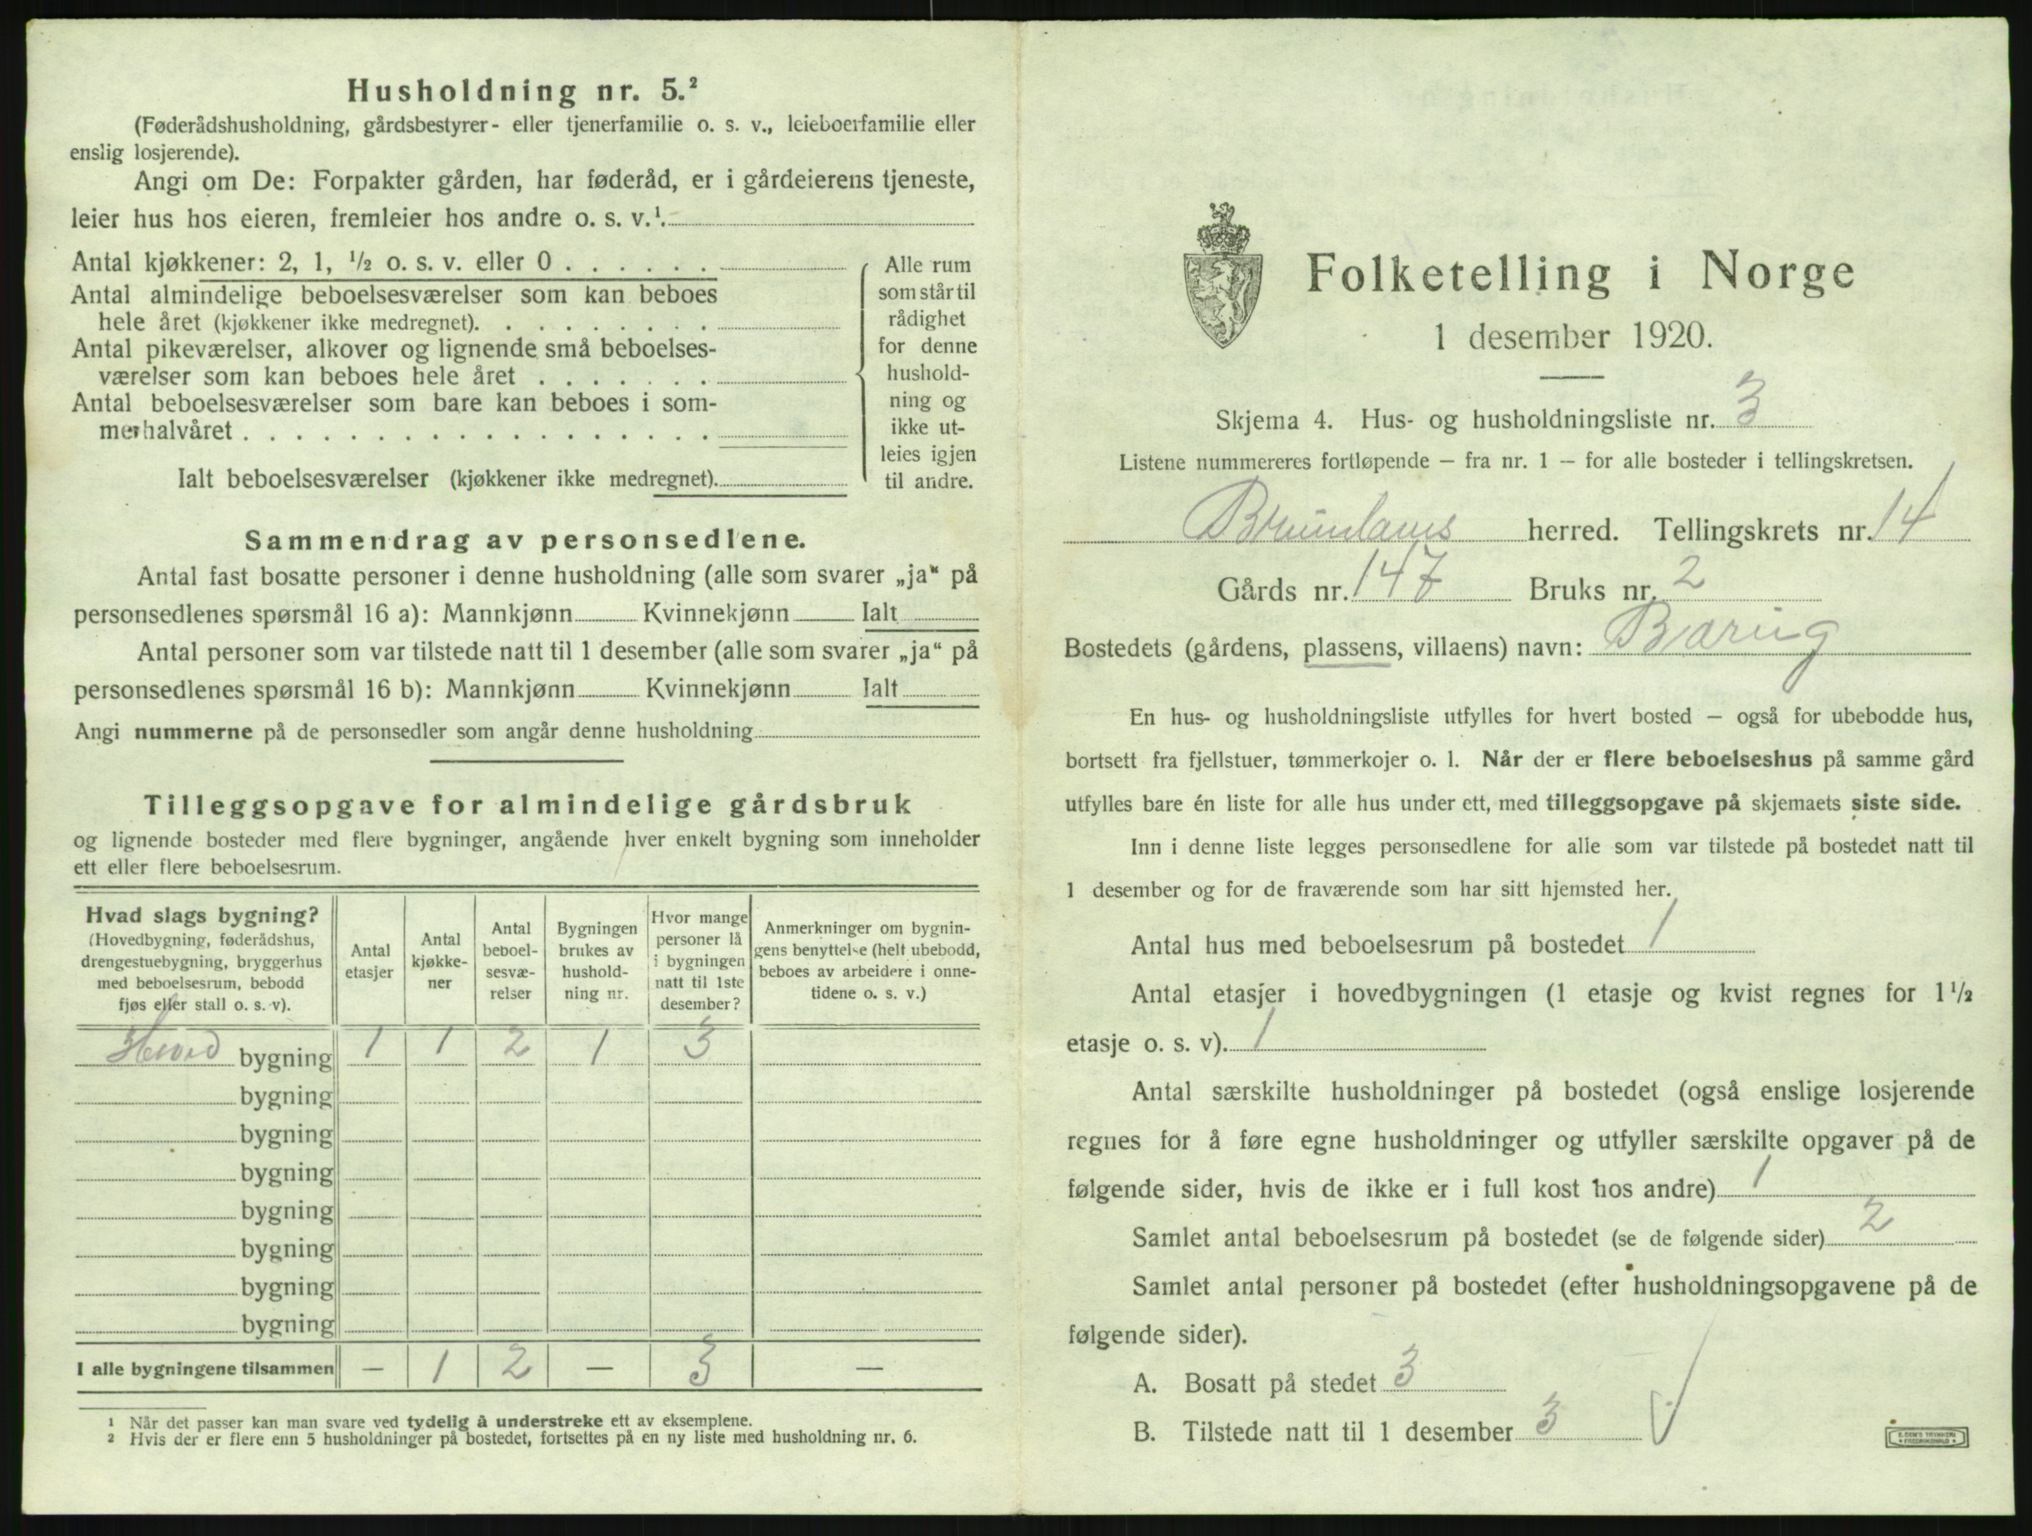 Husholdning nr. 5.²
(Føderådshusholdning, gårdsbestyrer- eller tjenerfamilie o. s. v., leieboerfamilie eller
enslig losjerende).
Angi om De: Forpakter gården, har føderåd, er i gårdeierens tjeneste,
leier hus hos eieren, fremleier hos andre o. s. v.¹.
Antal kjøkkener: 2, 1, ½ o. s. v. eller 0 . . . . . .
Antal almindelige beboelsesværelser som kan beboes
hele året (kjøkkener ikke medregnet). . . . . . . . .
Antal pikeværelser, alkover og lignende små beboelses-
værelser som kan beboes hele året . . . . . . .
Antal beboelsesværelser som bare kan beboes i som-
merhalvåret . . . . . . . . . . . . . . . . . .
Ialt beboelsesværelser (kjøkkener ikke medregnet).
Alle rum
som står til
rådighet
for denne
hushold-
ning og
ikke ut-
leies igjen
til andre.
Sammendrag av personsedlene.
Antal fast bosatte personer i denne husholdning (alle som svarer „ja“ på
personsedlenes spørsmål 16 a): Mannkjønn Kvinnekjønn Ialt
Antal personer som var tilstede natt til 1 desember (alle som svarer „ja“ på
personsedlenes spørsmål 16 b): Mannkjønn Kvinnekjønn Ialt
Angi nummerne på de personsedler som angår denne husholdning
Tilleggsopgave for almindelige gårdsbruk
og lignende bosteder med flere bygninger, angående hver enkelt bygning som inneholder
ett eller flere beboelsesrum.
Hvad slags bygning?
(Hovedbygning, føderådshus,
drengestuebygning, bryggerhus
med beboelsesrum, bebodd
fjøs eller stall o. s. v).
Antal
etasjer
Antal
kjøkke-
ner
Antal
beboel-
sesvæ-
relser
Bygningen
brukes av
hushold-
ning nr.
Hvor mange
personer lå
i bygningen
natt til 1ste
desember?
Anmerkninger om bygnin-
gens benyttelse (helt ubebodd,
beboes av arbeidere i onne-
tidene o. s. v.)
Hoved bygning 1 1 2 1 3
bygning
bygning
bygning
bygning
bygning
bygning
bygning
I alle bygningene tilsammen — 1 2 — 3 —
¹ Når det passer kan man svare ved tydelig å understreke ett av eksemplene.
² Hvis der er flere enn 5 husholdninger på bostedet, fortsettes på en ny liste med husholdning nr. 6.
Folketelling i Norge
1 desember 1920.
Skjema 4. Hus- og husholdningsliste nr. 3
Listene nummereres fortløpende — fra nr. 1 — for alle bosteder i tellingskretsen.
Brunlanes herred. Tellingskrets nr. 14
Gårds nr. 147 Bruks nr. 2
Bostedets (gårdens, plassens, villaens) navn: Barug
En hus- og husholdningsliste utfylles for hvert bosted — også for ubebodde hus,
bortsett fra fjellstuer, tømmerkojer o. l. Når der er flere beboelseshus på samme gård
utfylles bare én liste for alle hus under ett, med tilleggsopgave på skjemaets siste side.
Inn i denne liste legges personsedlene for alle som var tilstede på bostedet natt til
1 desember og for de fraværende som har sitt hjemsted her.
Antal hus med beboelsesrum på bostedet 1
Antal etasjer i hovedbygningen (1 etasje og kvist regnes for 1½
etasje o. s. v). 1
Antal særskilte husholdninger på bostedet (også enslige losjerende
regnes for å føre egne husholdninger og utfyller særskilte opgaver på de
følgende sider, hvis de ikke er i full kost hos andre) 1
Samlet antal beboelsesrum på bostedet (se de følgende sider) 2
Samlet antal personer på bostedet (efter husholdningsopgavene på de
følgende sider).
A. Bosatt på stedet 3
B. Tilstede natt til 1 desember 3